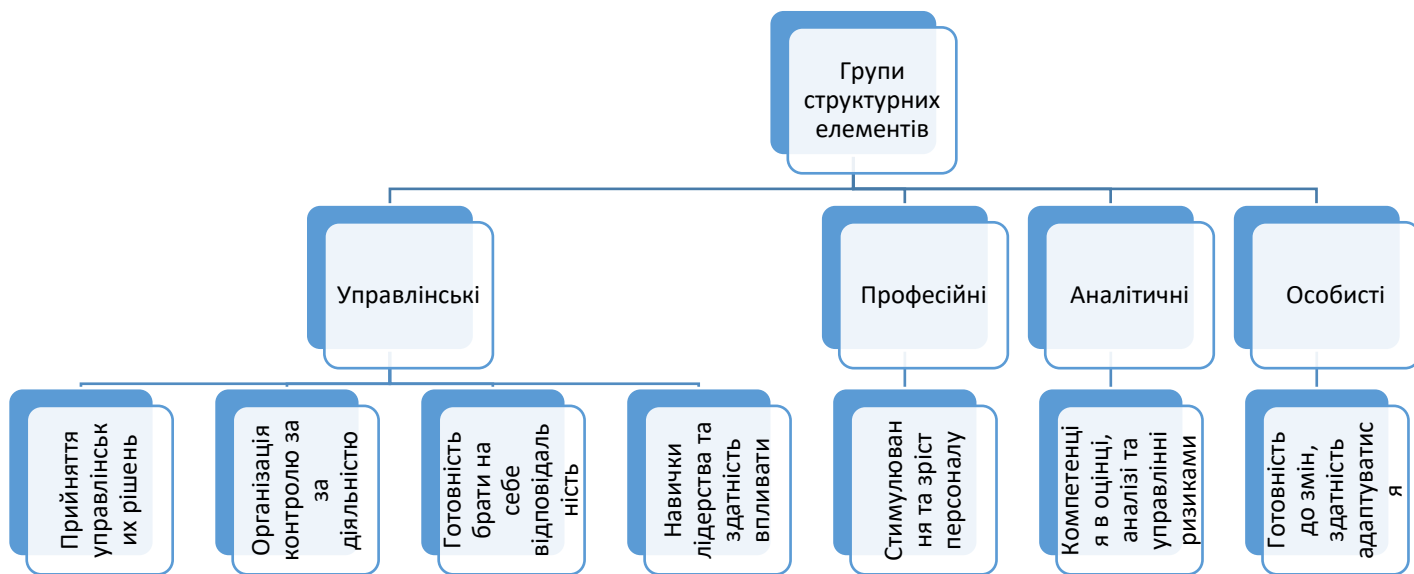 Групи
структурних
елементів
Управлінські
Професійні
Аналітичні
Особисті
Прийняття
управлінськ
их рішень
Організація
контролю за
за
діяльністю
Готовність
брати на
себе
відповідаль
ність
Навички
лідерства та
здатність
впливати
Стимулюван
ня та зріст
персоналу
Компетенці
я в оцінці,
аналізі та
управлінні
ризиками
Готовність
до змін,
здатність
адаптуватис
я